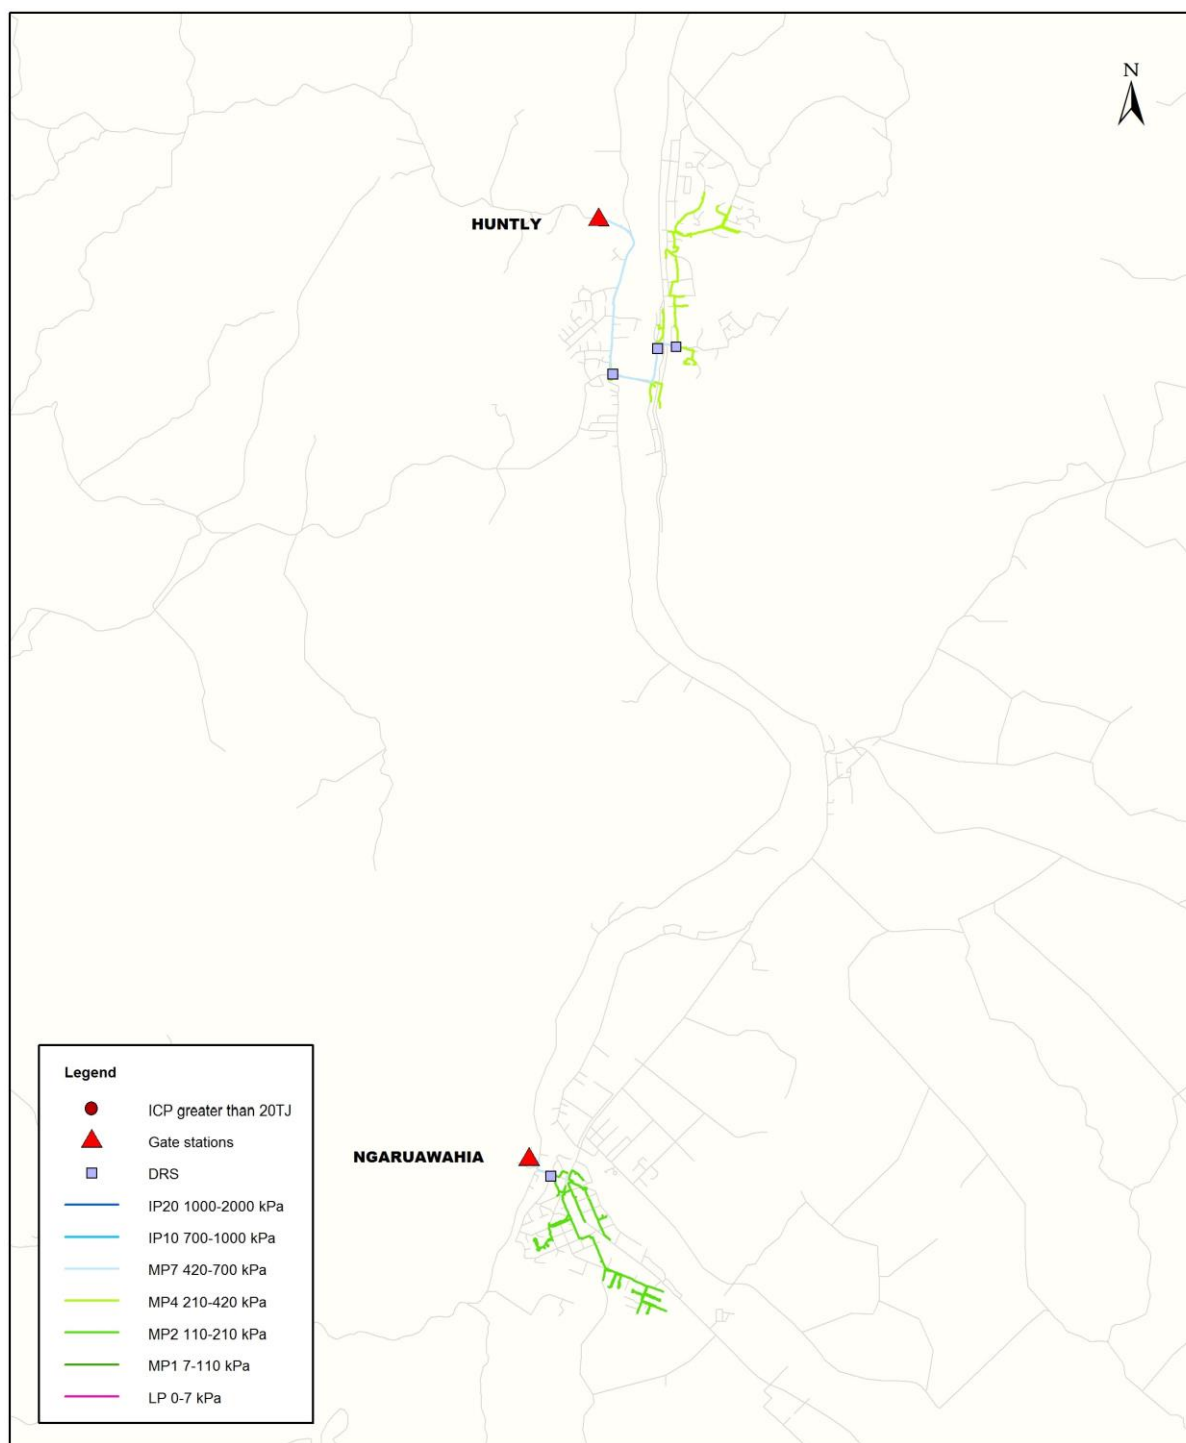 N
HUNTLY
NGARUAWAHIA
Legend
ICP greater than 20TJ
Gate stations
DRS
IP20 1000-2000 kPa
IP10 700-1000 kPa
MP7 420-700 kPa
MP4 210-420 kPa
MP2 110-210 kPa
MP1 7-110 kPa
LP 0-7 kPa